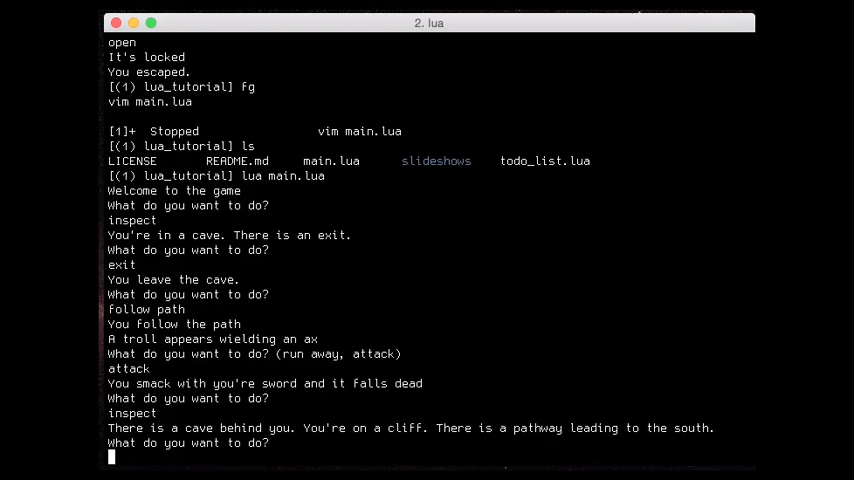 2. lua
open
It's locked
You escaped.
[(1) lua_tutorial] fg
vim main.lua
[1]+  Stopped                 vim main.lua
[(1) lua_tutorial] ls
LICENSE       README.md     main.lua      slideshows    todo_list.lua
[(1) lua_tutorial] lua main.lua
Welcome to the game
What do you want to do?
inspect
You're in a cave. There is an exit.
What do you want to do?
exit
You leave the cave.
What do you want to do?
follow path
You follow the path
A troll appears wielding an ax
What do you want to do? (run away, attack)
attack
You smack with you're sword and it falls dead
What do you want to do?
inspect
There is a cave behind you. You're on a cliff. There is a pathway leading to the south.
What do you want to do?